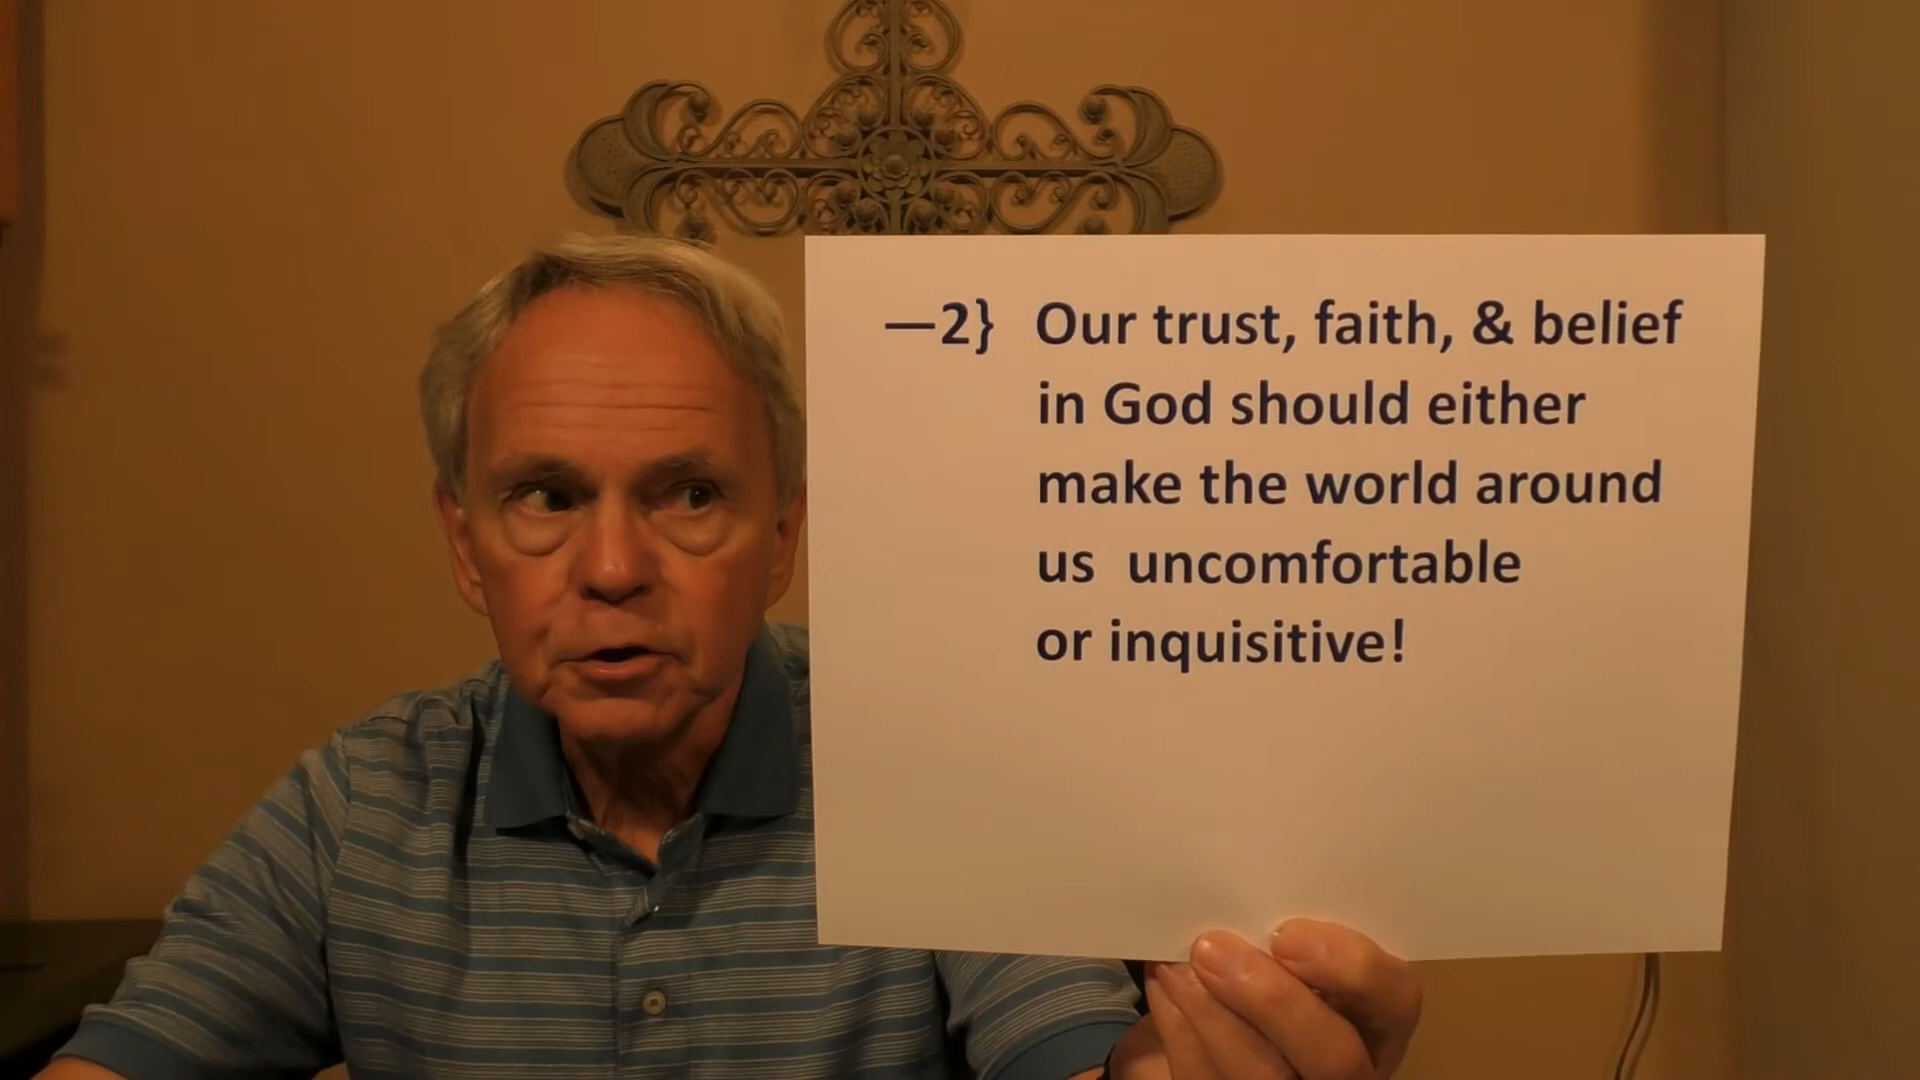 —2} Our trust, faith, & belief
in God should either
make the world around
us uncomfortable
or inquisitive!